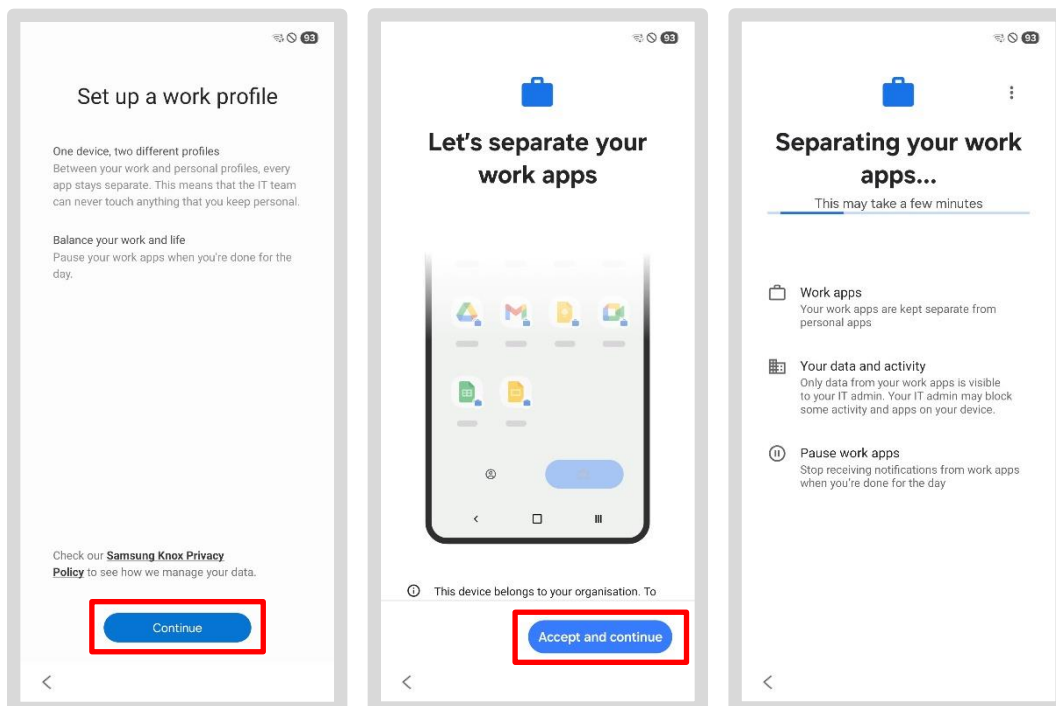 93
Set up a work profile
One device, two different profiles
Between your work and personal profiles, every
app stays separate. This means that the IT team
can never touch anything that you keep personal.
Balance your work and life
Pause your work apps when you're done for the
day.
Check our Samsung Knox Privacy
Policy to see how we manage your data.
Continue
93
Let's separate your
work apps
This device belongs to your organisation. To
Accept and continue
93
Separating your work
apps...
This may take a few minutes
Work apps
Your work apps are kept separate from
personal apps
Your data and activity
Only data from your work apps is visible
to your IT admin. Your IT admin may block
some activity and apps on your device.
Pause work apps
Stop receiving notifications from work apps
when you're done for the day